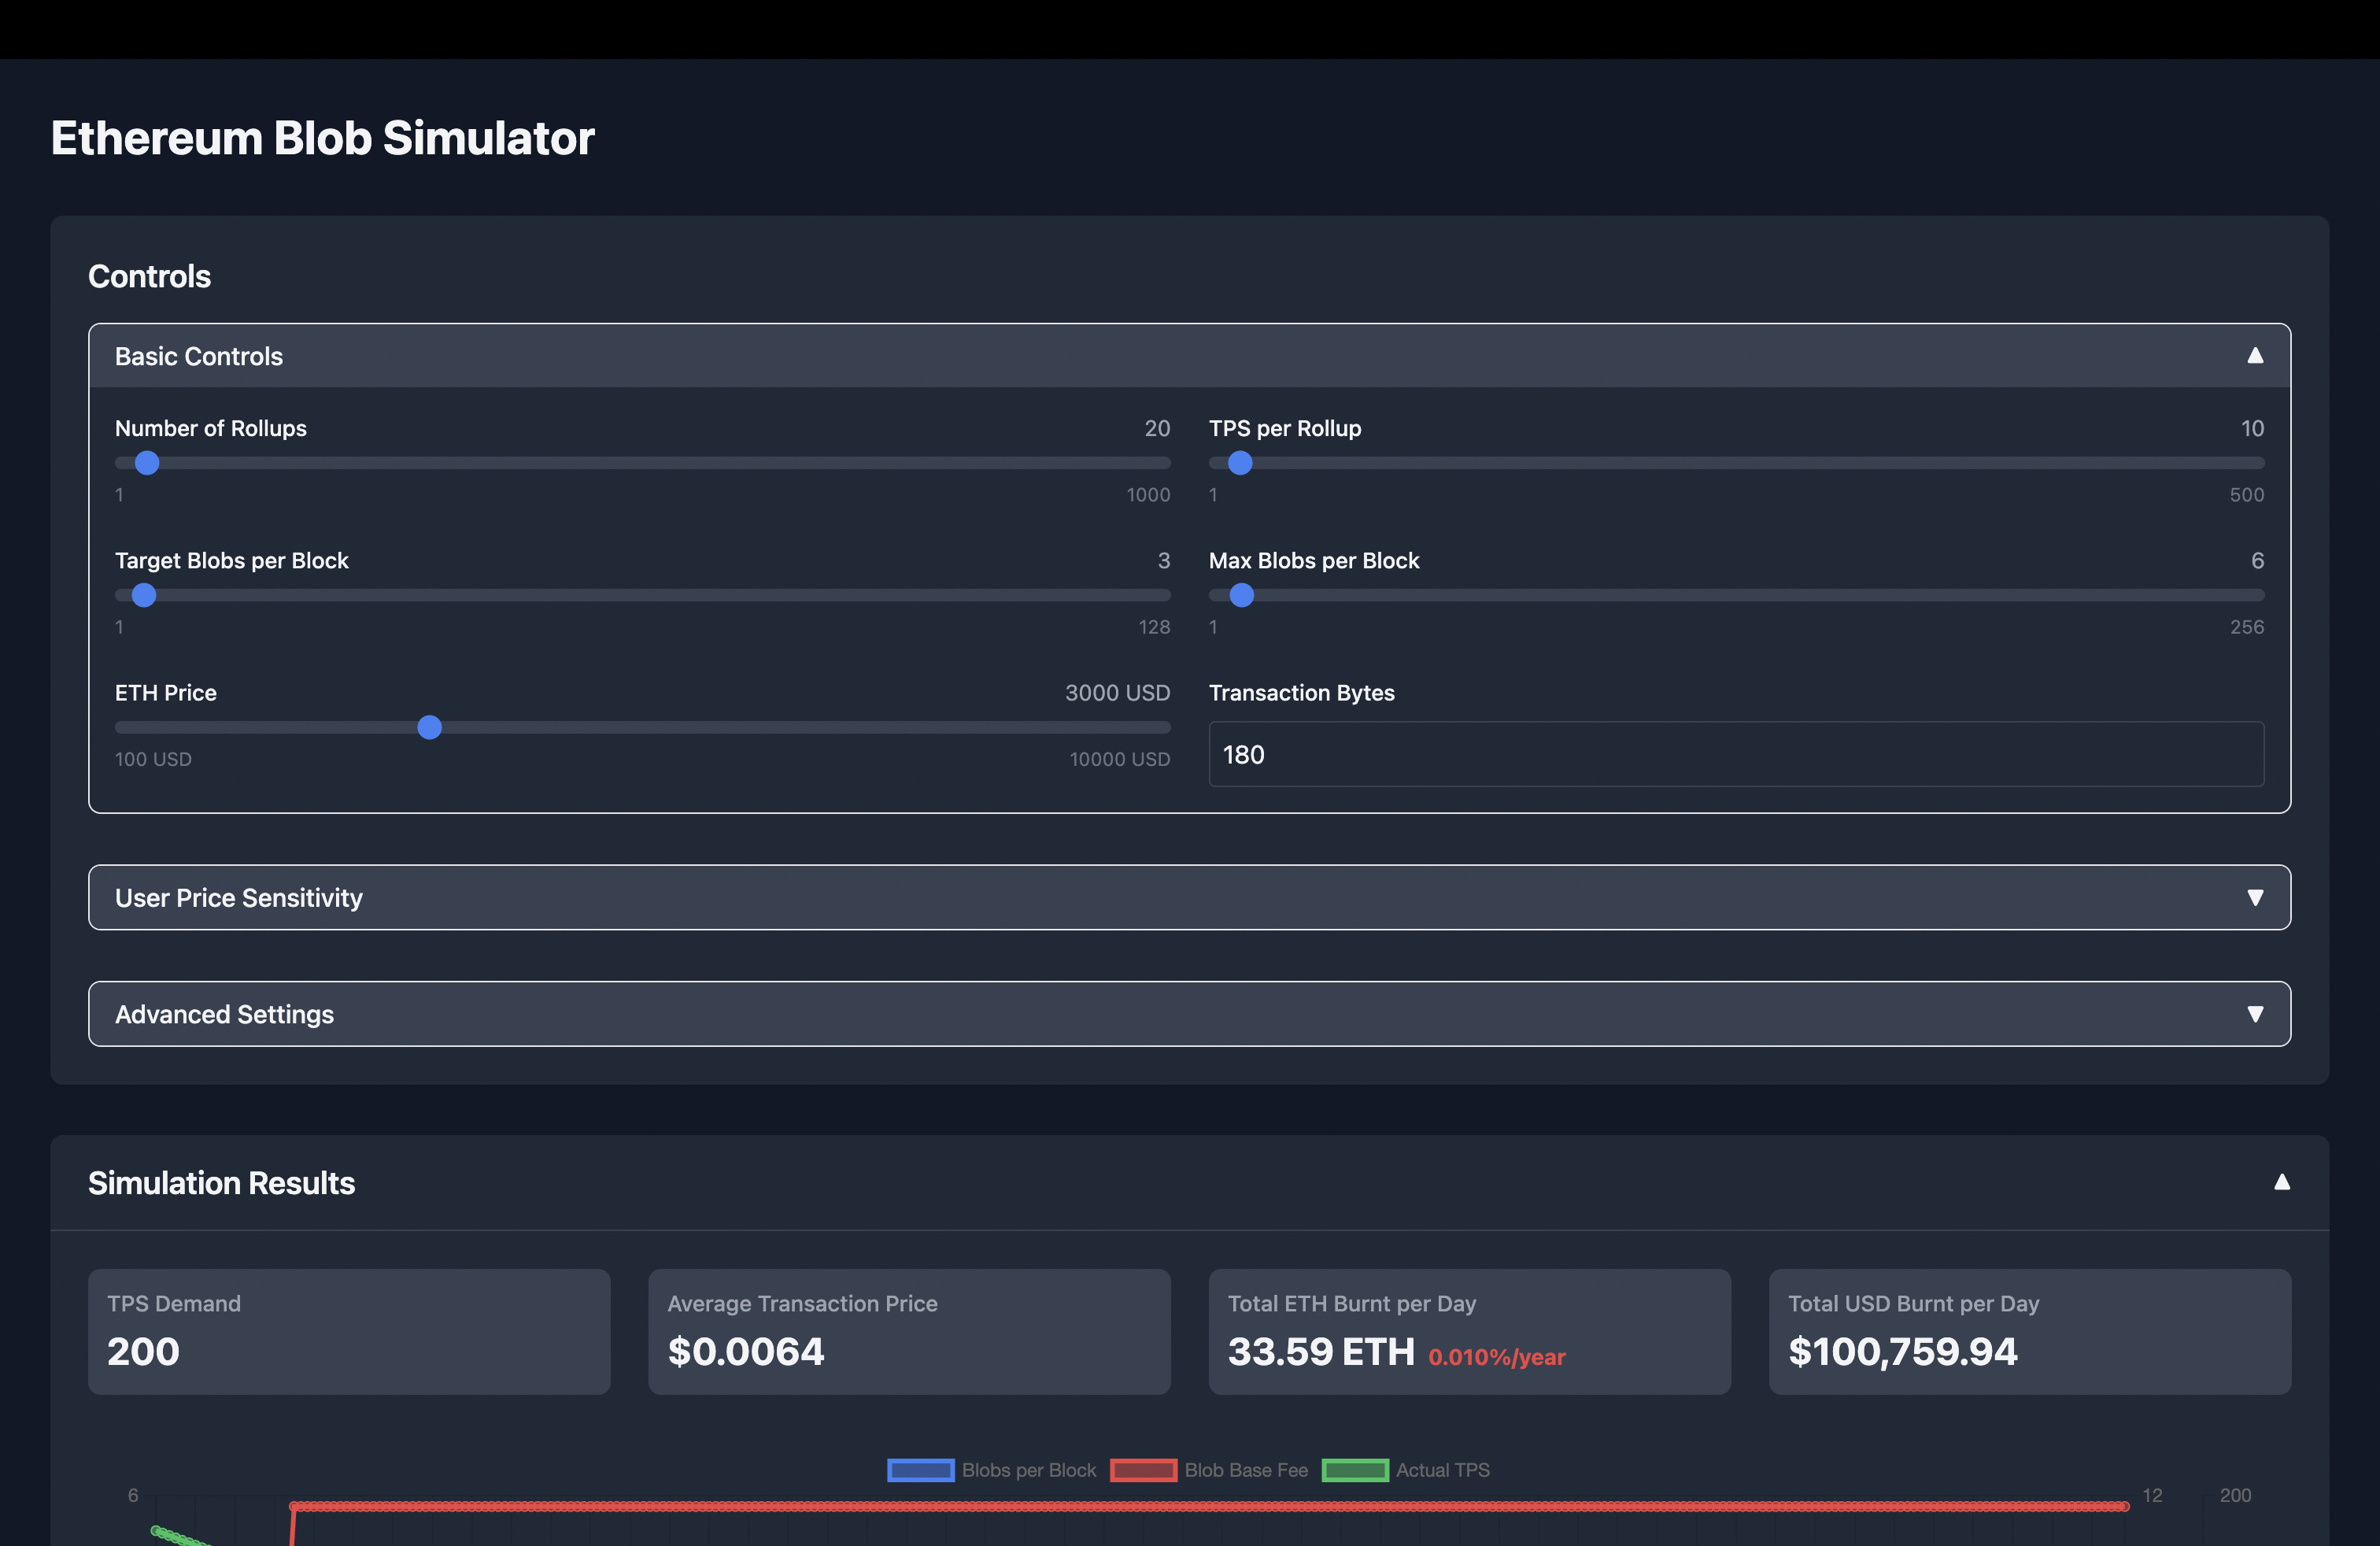 Ethereum Blob Simulator
Controls
Basic Controls ▲
Number of Rollups 20
1 1000
TPS per Rollup 10
1 500
Target Blobs per Block 3
1 128
Max Blobs per Block 6
1 256
ETH Price 3000 USD
100 USD 10000 USD
Transaction Bytes
180
User Price Sensitivity ▼
Advanced Settings ▼
Simulation Results ▲
TPS Demand
200
Average Transaction Price
$0.0064
Total ETH Burnt per Day
33.59 ETH 0.010%/year
Total USD Burnt per Day
$100,759.94
Blobs per Block Blob Base Fee Actual TPS
6 12 200